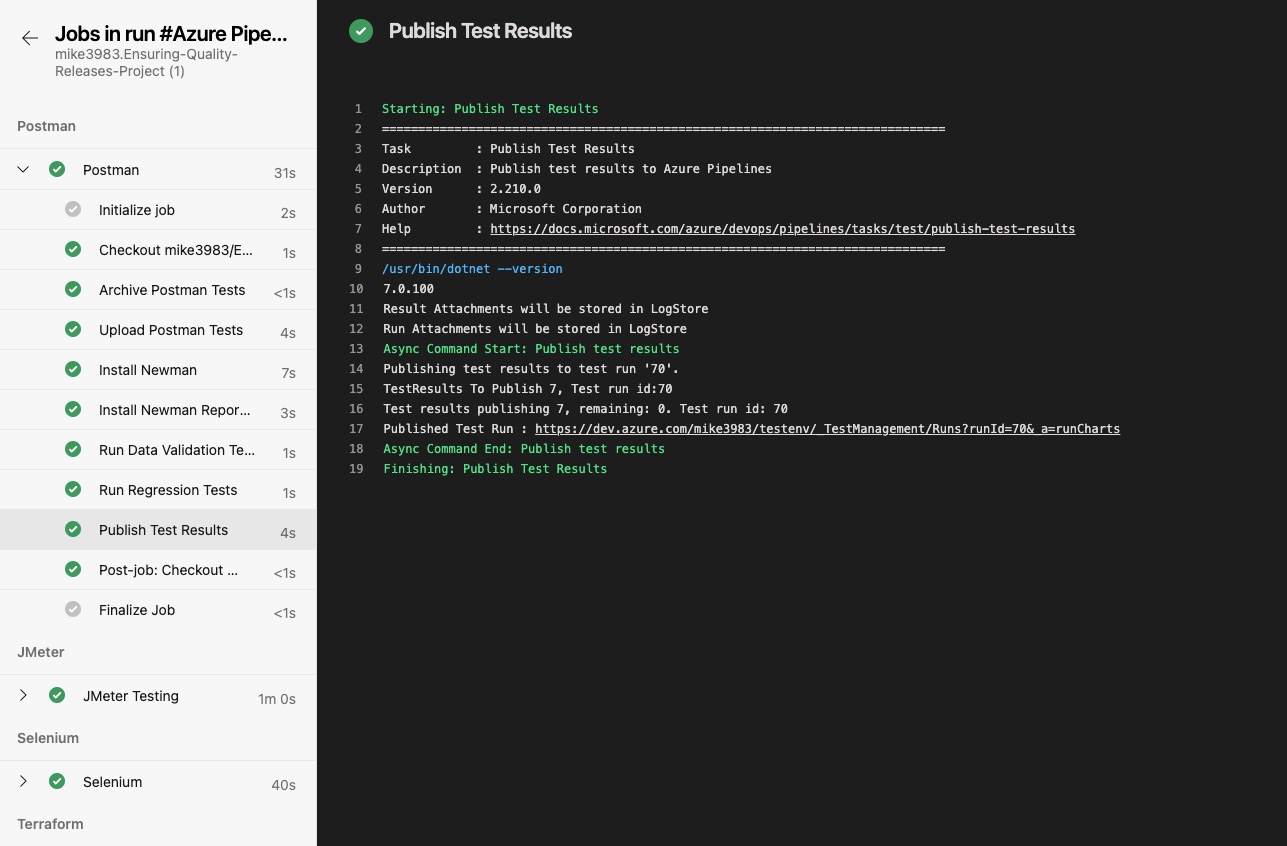 Jobs in run #Azure Pipe...
mike3983.Ensuring-Quality-
Releases-Project (1)
Postman
Postman 31s
Initialize job 2s
Checkout mike3983/E... 1s
Archive Postman Tests <1s
Upload Postman Tests 4s
Install Newman 7s
Install Newman Repor... 3s
Run Data Validation Te... 1s
Run Regression Tests 1s
Publish Test Results 4s
Post-job: Checkout ... <1s
Finalize Job <1s
JMeter
JMeter Testing 1m 0s
Selenium
Selenium 40s
Terraform
Publish Test Results
1 Starting: Publish Test Results
2 ==============================================================================
3 Task         : Publish Test Results
4 Description  : Publish test results to Azure Pipelines
5 Version      : 2.210.0
6 Author       : Microsoft Corporation
7 Help         : https://docs.microsoft.com/azure/devops/pipelines/tasks/test/publish-test-results
8 ==============================================================================
9 /usr/bin/dotnet --version
10 7.0.100
11 Result Attachments will be stored in LogStore
12 Run Attachments will be stored in LogStore
13 Async Command Start: Publish test results
14 Publishing test results to test run '70'.
15 TestResults To Publish 7, Test run id:70
16 Test results publishing 7, remaining: 0. Test run id: 70
17 Published Test Run : https://dev.azure.com/mike3983/testenv/_TestManagement/Runs?runId=70&_a=runCharts
18 Async Command End: Publish test results
19 Finishing: Publish Test Results